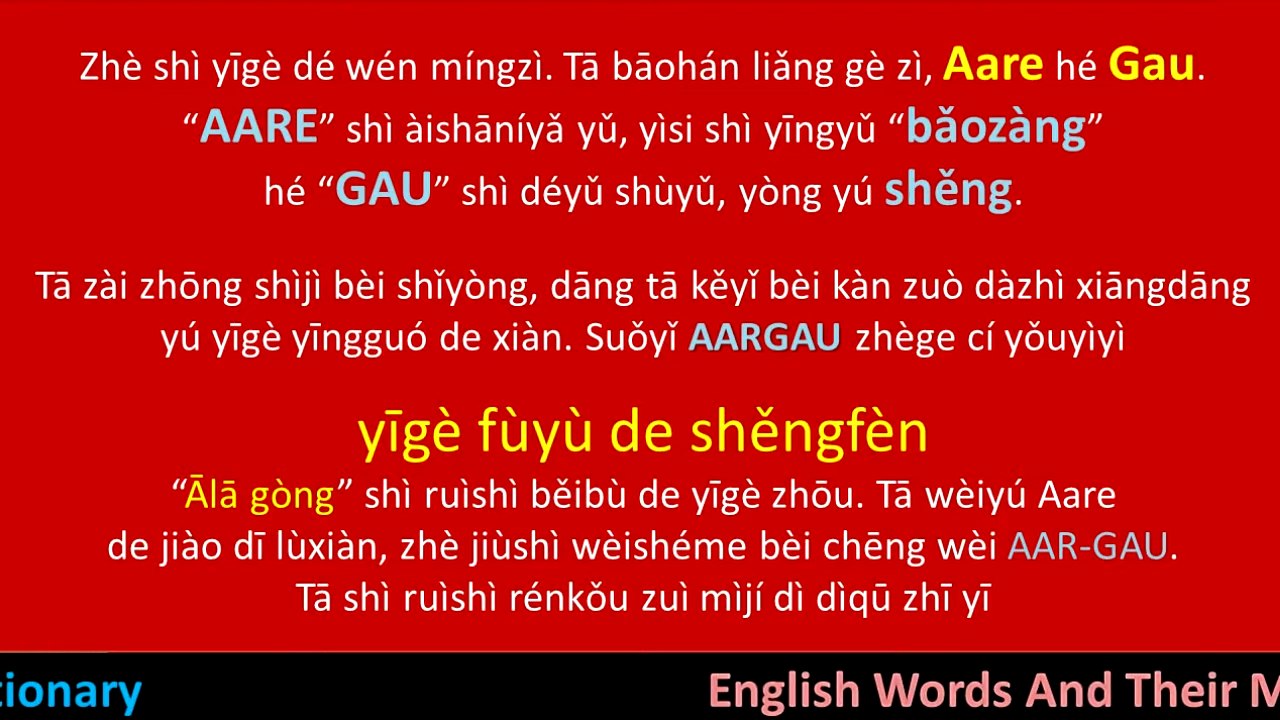 Zhè shì yīgè dé wén míngzì. Tā bāohán liǎng gè zì, Aare hé Gau.
“AARE” shì àishāníyǎ yǔ, yìsi shì yīngyǔ “bǎozàng”
hé “GAU” shì déyǔ shùyǔ, yòng yú shěng.
Tā zài zhōng shìjì bèi shǐyòng, dāng tā kěyǐ bèi kàn zuò dàzhì xiāngdāng
yú yīgè yīngguó de xiàn. Suǒyǐ AARGAU zhège cí yǒuyìyì
yīgè fùyù de shěngfèn
“Ālā gòng” shì ruìshì běibù de yīgè zhōu. Tā wèiyú Aare
de jiào dī lùxiàn, zhè jiùshì wèishéme bèi chēng wèi AAR-GAU.
Tā shì ruìshì rénkǒu zuì mìjí dì dìqū zhī yī
tionary English Words And Their M